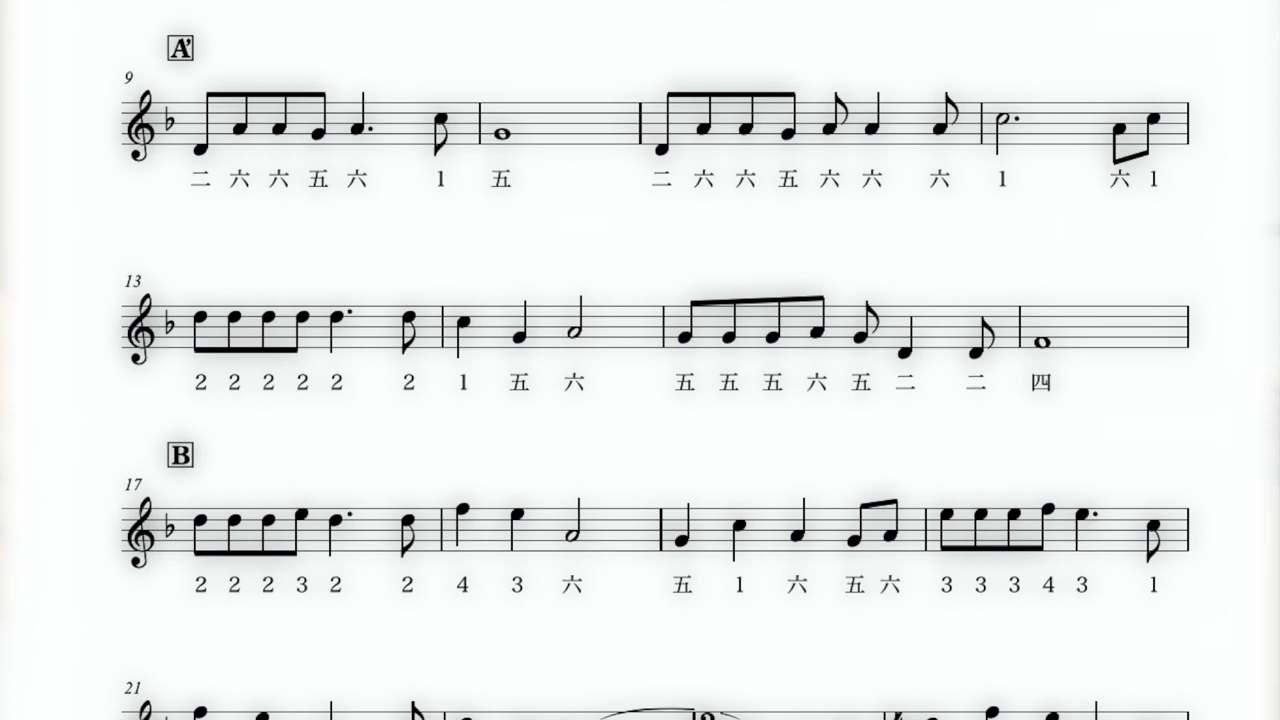 A'
9
二 六 六 五 六 1 五 二 六 六 五 六 六 六 1 六 1
13
2 2 2 2 2 2 1 五 六 五 五 五 六 五 二 二 四
B
17
2 2 2 3 2 2 4 3 六 五 1 六 五 六 3 3 3 4 3 1
21